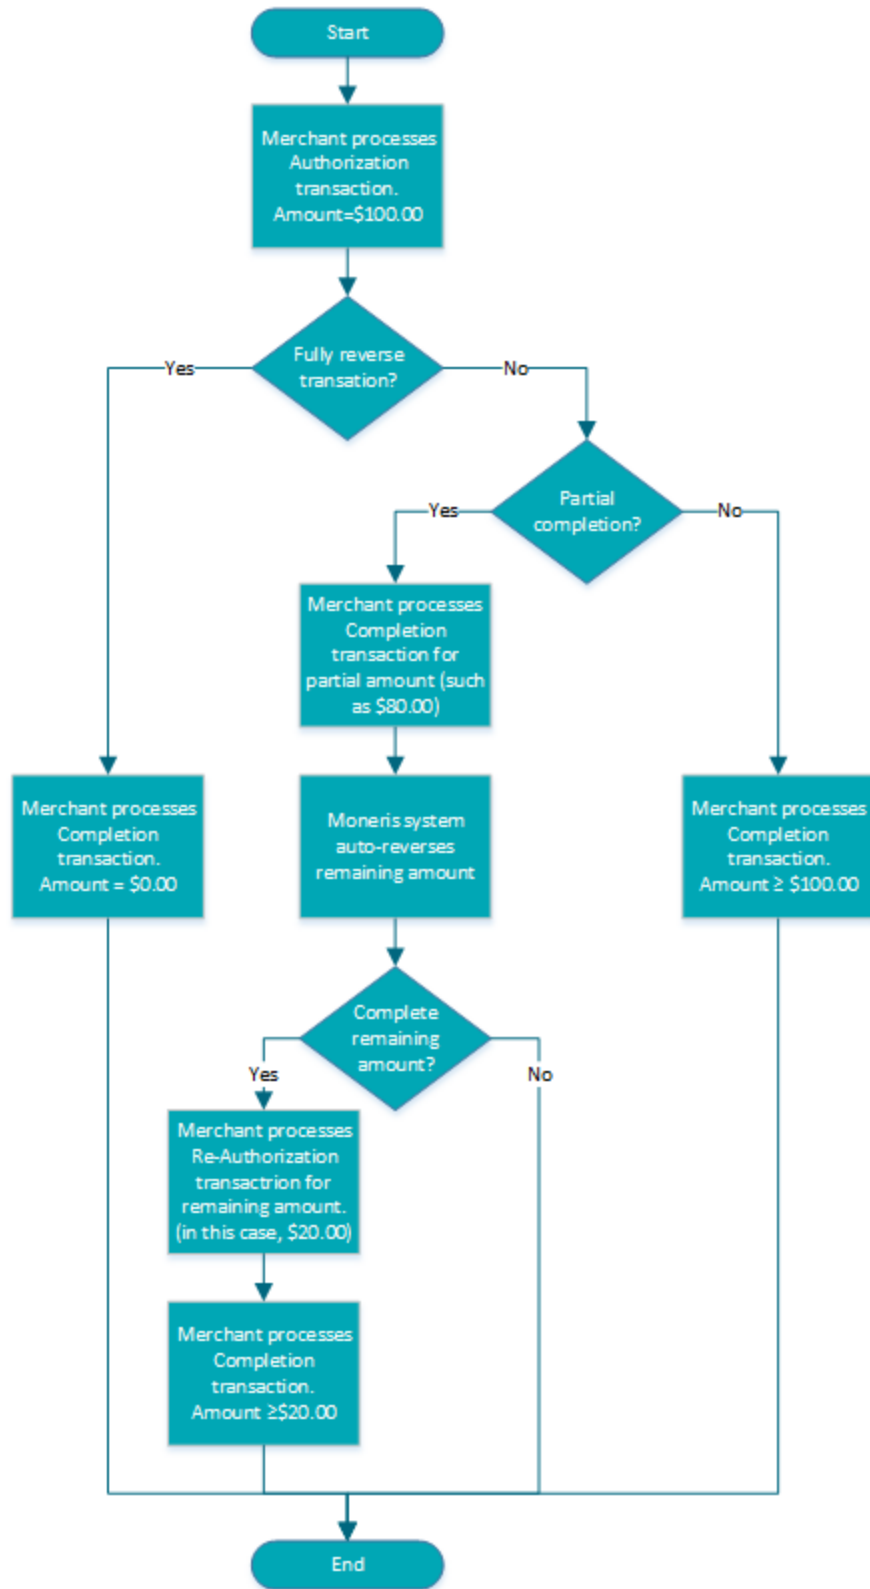 Start
Merchant processes
Authorization
transaction.
Amount=$100.00
Fully reverse
transation?
Yes
No
Partial
completion?
Yes
No
Merchant processes
Completion
transaction for
partial amount (such
as $80.00)
Merchant processes
Completion
transaction.
Amount = $0.00
Moneris system
auto-reverses
remaining amount
Merchant processes
Completion
transaction.
Amount ≥ $100.00
Complete
remaining
amount?
Yes
No
Merchant processes
Re-Authorization
transactrion for
remaining amount.
(in this case, $20.00)
Merchant processes
Completion
transaction.
Amount ≥$20.00
End